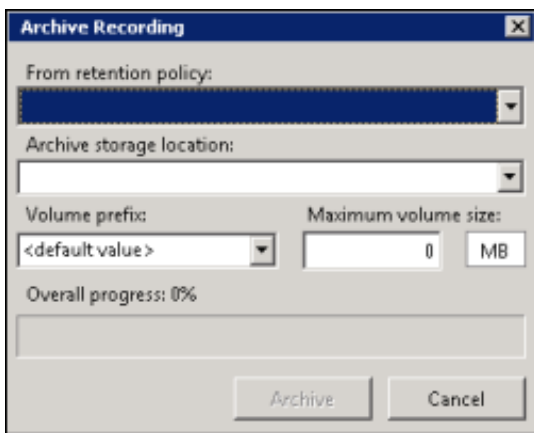 Archive Recording
From retention policy:
Archive storage location:
Volume prefix: Maximum volume size:
<default value> 0 MB
Overall progress: 0%
Archive Cancel